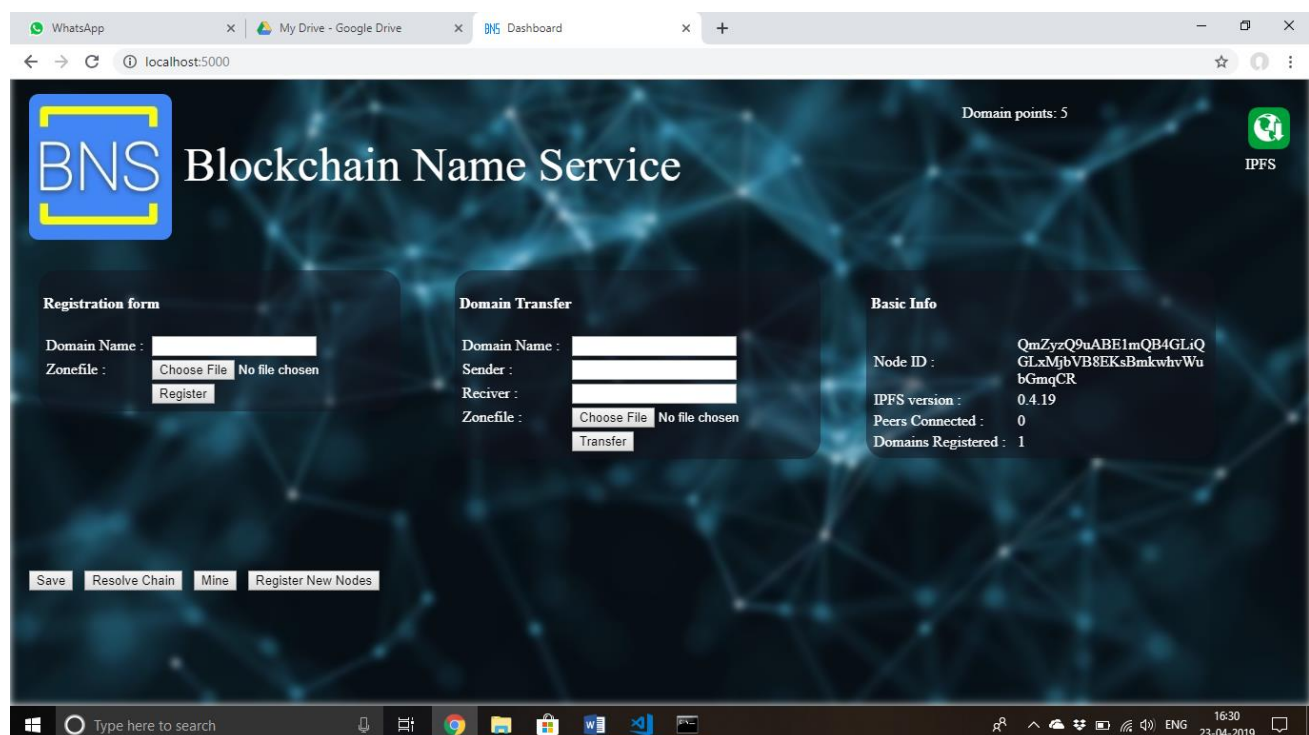 WhatsApp
My Drive - Google Drive
BNS Dashboard
localhost:5000
BNS
Blockchain Name Service
Domain points: 5
IPFS
Registration form
Domain Name :
Zonefile : Choose File No file chosen
Register
Domain Transfer
Domain Name :
Sender :
Reciver :
Zonefile : Choose File No file chosen
Transfer
Basic Info
Node ID : QmZyzQ9uABE1mQB4GLiQ
GLxMjbVB8EKsBmkwhvWu
bGmqCR
IPFS version : 0.4.19
Peers Connected : 0
Domains Registered : 1
Save Resolve Chain Mine Register New Nodes
Type here to search
ENG
16:30
23-04-2019